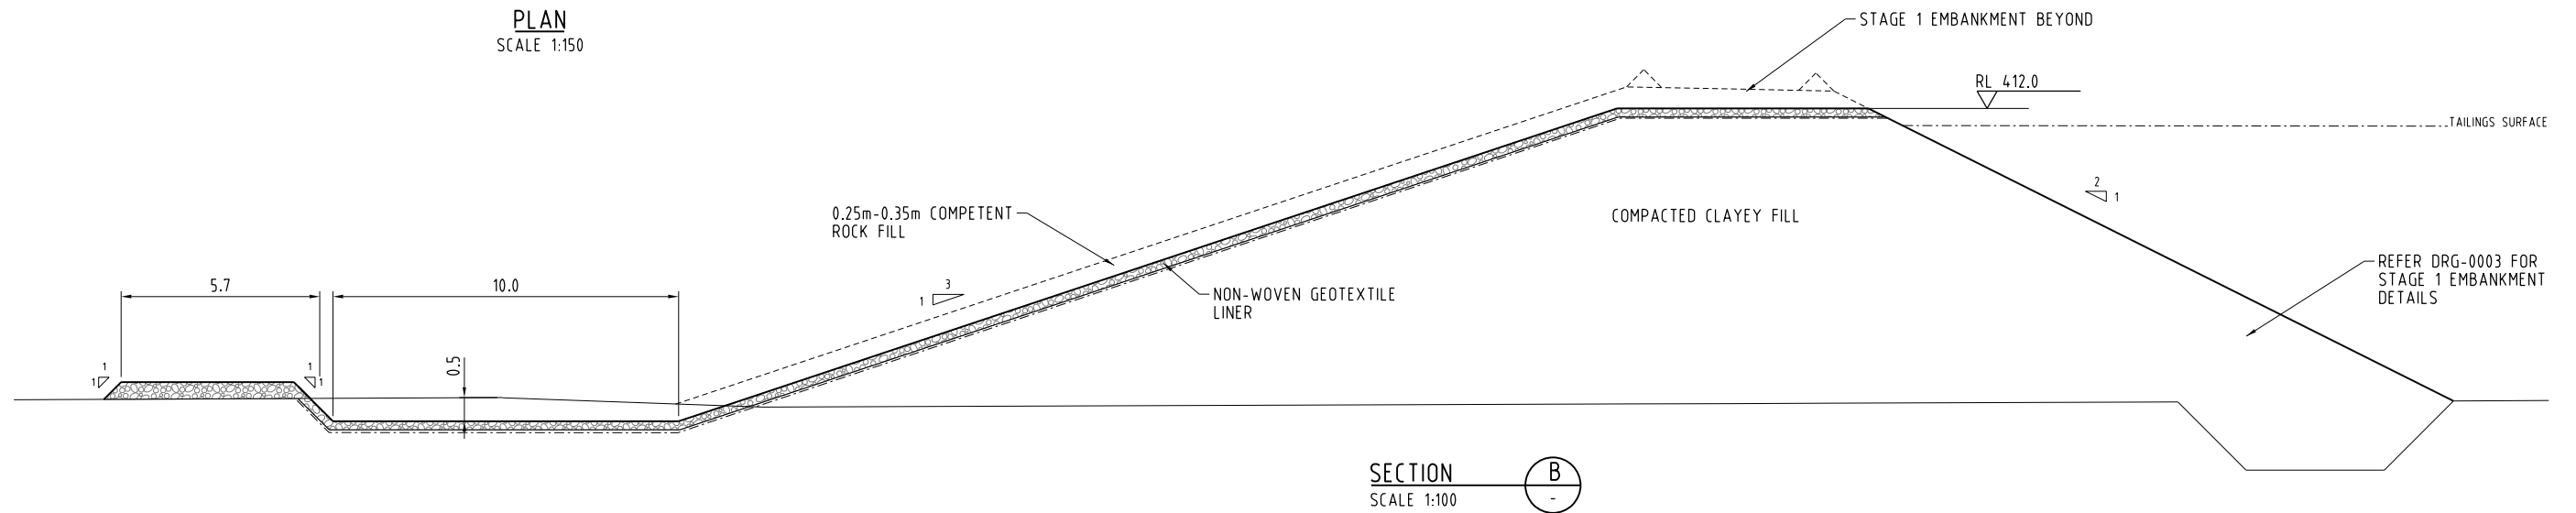 PLAN
SCALE 1:150
STAGE 1 EMBANKMENT BEYOND
RL 412.0
TAILINGS SURFACE
2
1
0.25m-0.35m COMPETENT
ROCK FILL
COMPACTED CLAYEY FILL
REFER DRG-0003 FOR
STAGE 1 EMBANKMENT
DETAILS
5.7
10.0
3
1
NON-WOVEN GEOTEXTILE
LINER
0.5
1
1
1
1
SECTION
B
SCALE 1:100
-